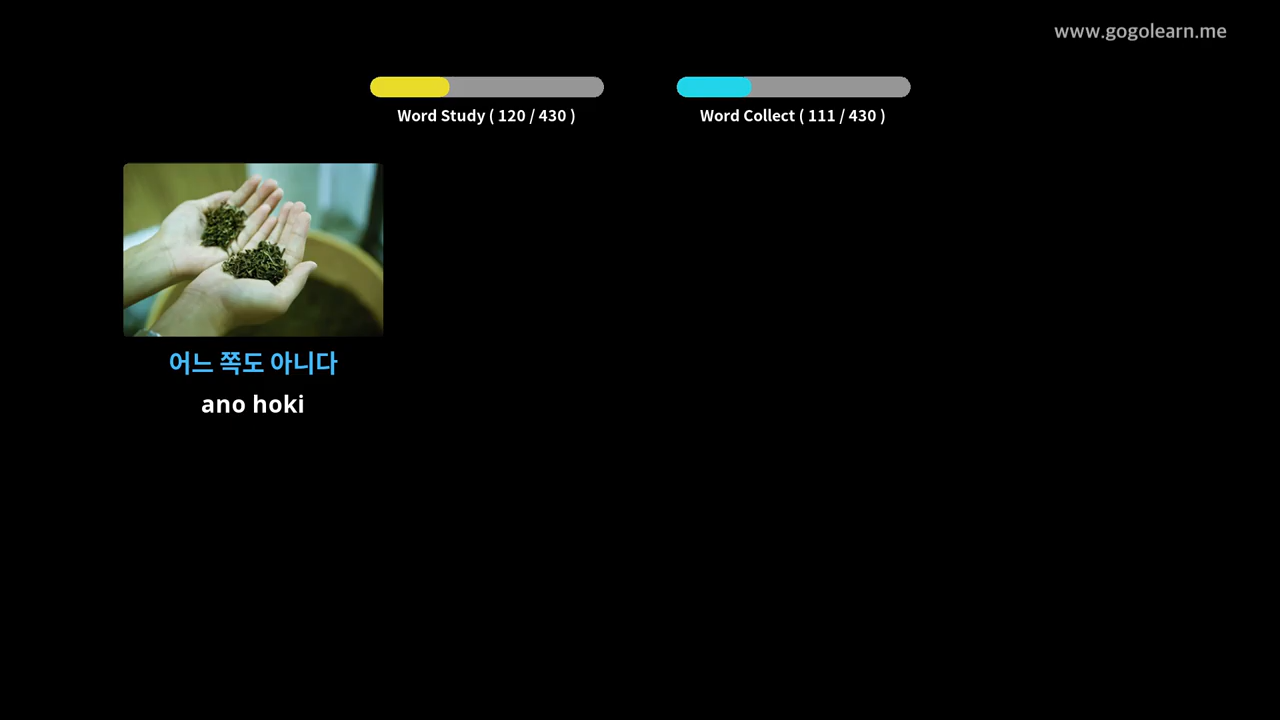 www.gogolearn.me
Word Study ( 120 / 430 )
Word Collect ( 111 / 430 )
어느 쪽도 아니다
ano hoki